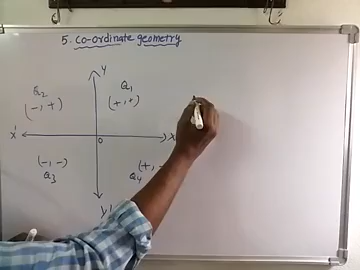 5. Co-ordinate geometry
Y
Q2
(-, +)
Q1
(+, +)
X'
O
X
(-, -)
Q3
(+, -
Q4
Y'